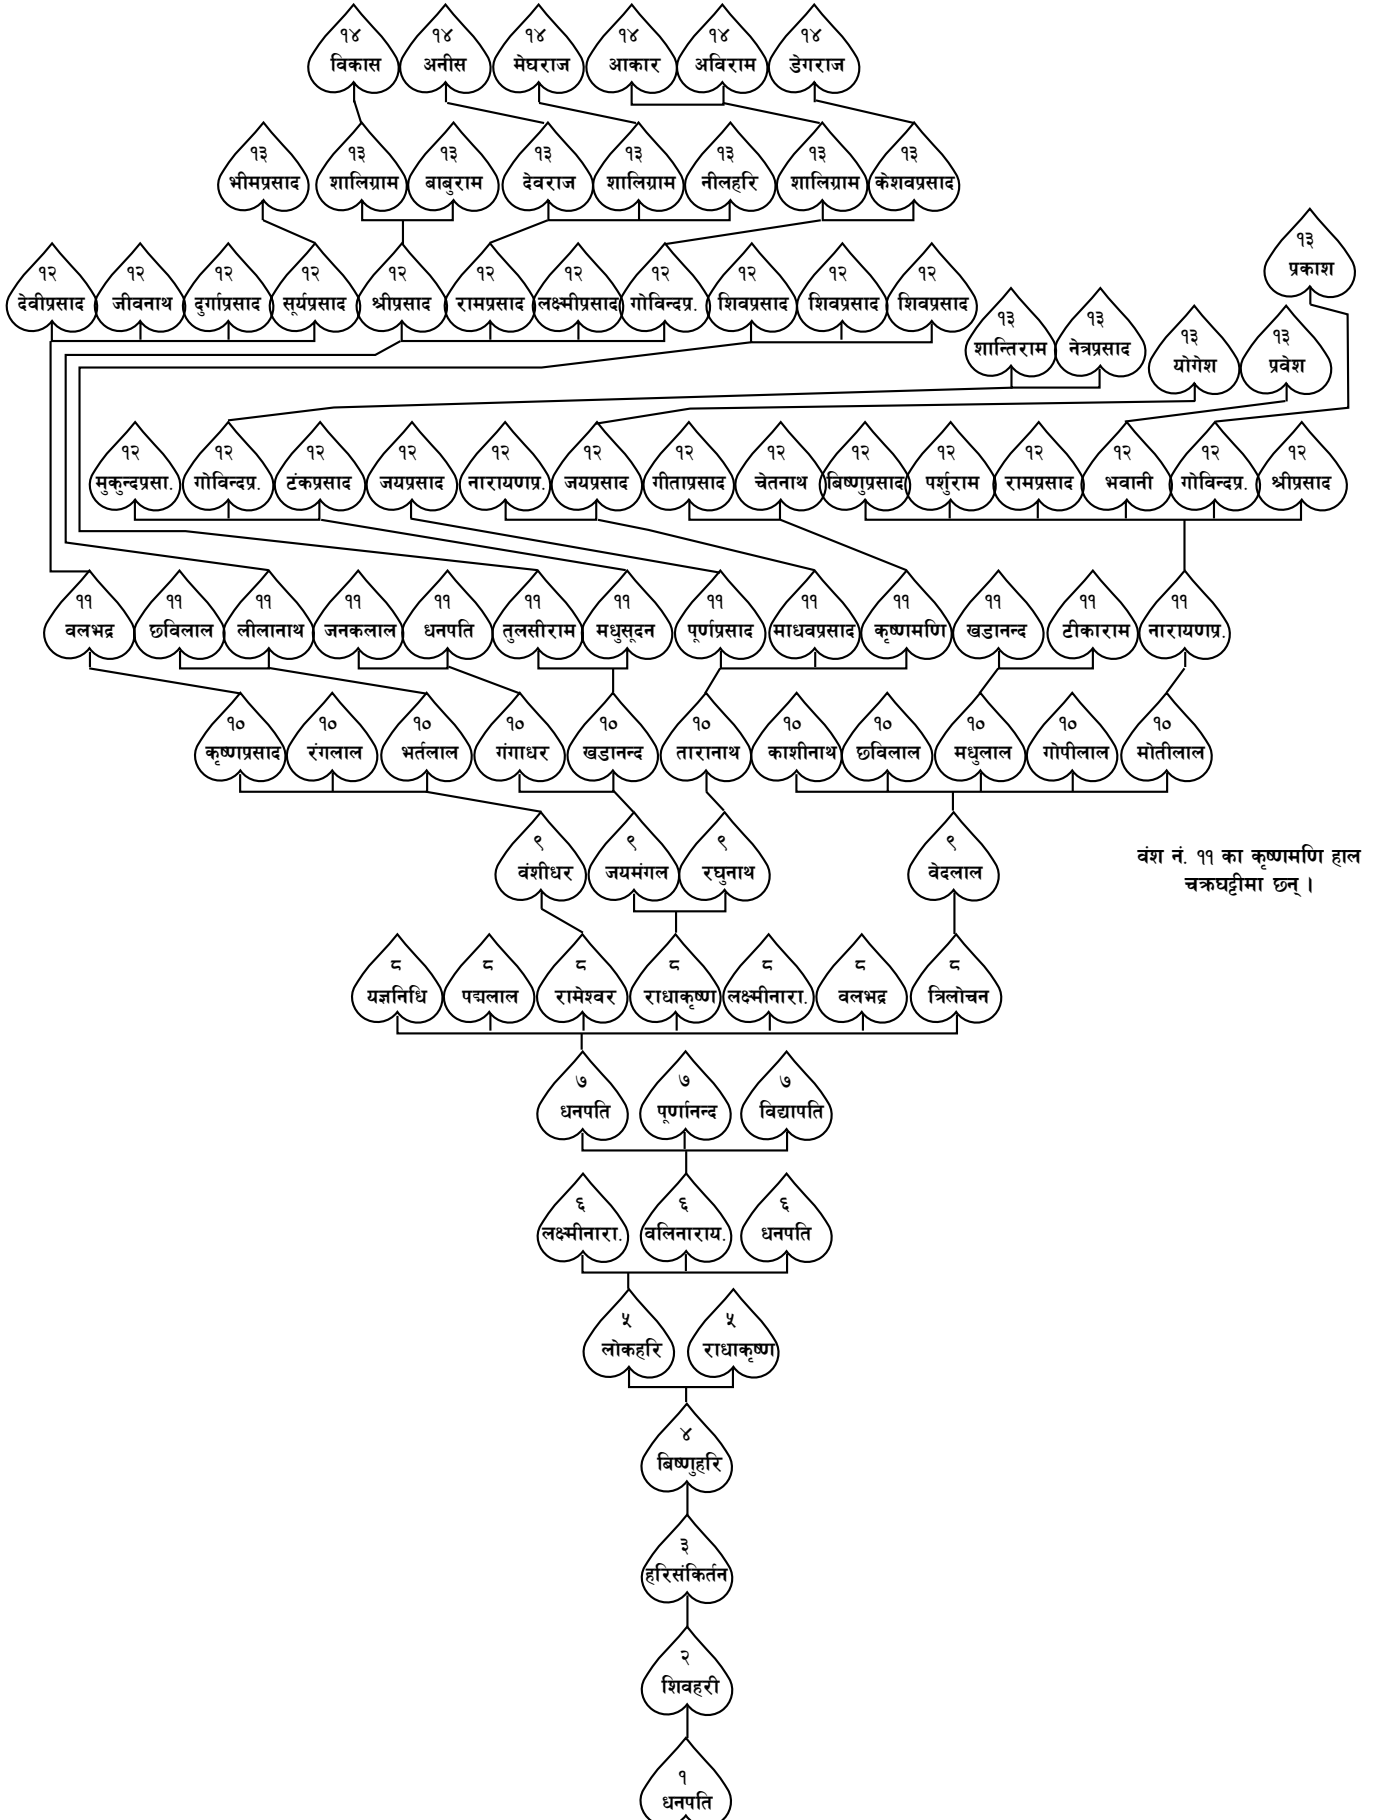 १४ १४ १४ १४ १४ १४
विकास अनीस मेघराज आकार अविराम डेगराज
१३ १३ १३ १३ १३ १३ १३ १३
भीमप्रसाद शालिग्राम बाबुराम देवराज शालिग्राम नीलहरि शालिग्राम केशवप्रसाद
१३
प्रकाश
१२ १२ १२ १२ १२ १२ १२ १२ १२ १२ १२
देवीप्रसाद जीवनाथ दुर्गाप्रसाद सूर्यप्रसाद श्रीप्रसाद रामप्रसाद लक्ष्मीप्रसाद गोविन्दप्र. शिवप्रसाद शिवप्रसाद शिवप्रसाद
१३ १३
शान्तिराम नेत्रप्रसाद
१३ १३
योगेश प्रवेश
१२ १२ १२ १२ १२ १२ १२ १२ १२ १२ १२ १२ १२ १२
मुकुन्दप्रसा. गोविन्दप्र. टंकप्रसाद जयप्रसाद नारायणप्र. जयप्रसाद गीताप्रसाद चेतनाथ बिष्णुप्रसाद पर्शुराम रामप्रसाद भवानी गोविन्दप्र. श्रीप्रसाद
११ ११ ११ ११ ११ ११ ११ ११ ११ ११ ११ ११ ११
वलभद्र छविलाल लीलानाथ जनकलाल धनपति तुलसीराम मधुसूदन पूर्णप्रसाद माधवप्रसाद कृष्णमणि खडानन्द टीकाराम नारायणप्र.
१० १० १० १० १० १० १० १० १० १० १०
कृष्णप्रसाद रंगलाल भर्तलाल गंगाधर खडानन्द तारानाथ काशीनाथ छविलाल मधुलाल गोपीलाल मोतीलाल
९ ९ ९ ९
वंशीधर जयमंगल रघुनाथ वेदलाल
वंश नं. ११ का कृष्णमणि हाल
चक्रघट्टीमा छन् ।
८ ८ ८ ८ ८ ८ ८
यज्ञनिधि पद्मलाल रामेश्वर राधाकृष्ण लक्ष्मीनारा. वलभद्र त्रिलोचन
७ ७ ७
धनपति पूर्णानन्द विद्यापति
६ ६ ६
लक्ष्मीनारा. वलिनाराय. धनपति
५ ५
लोकहरि राधाकृष्ण
४
बिष्णुहरि
३
हरिसंकिर्तन
२
शिवहरी
१
धनपति